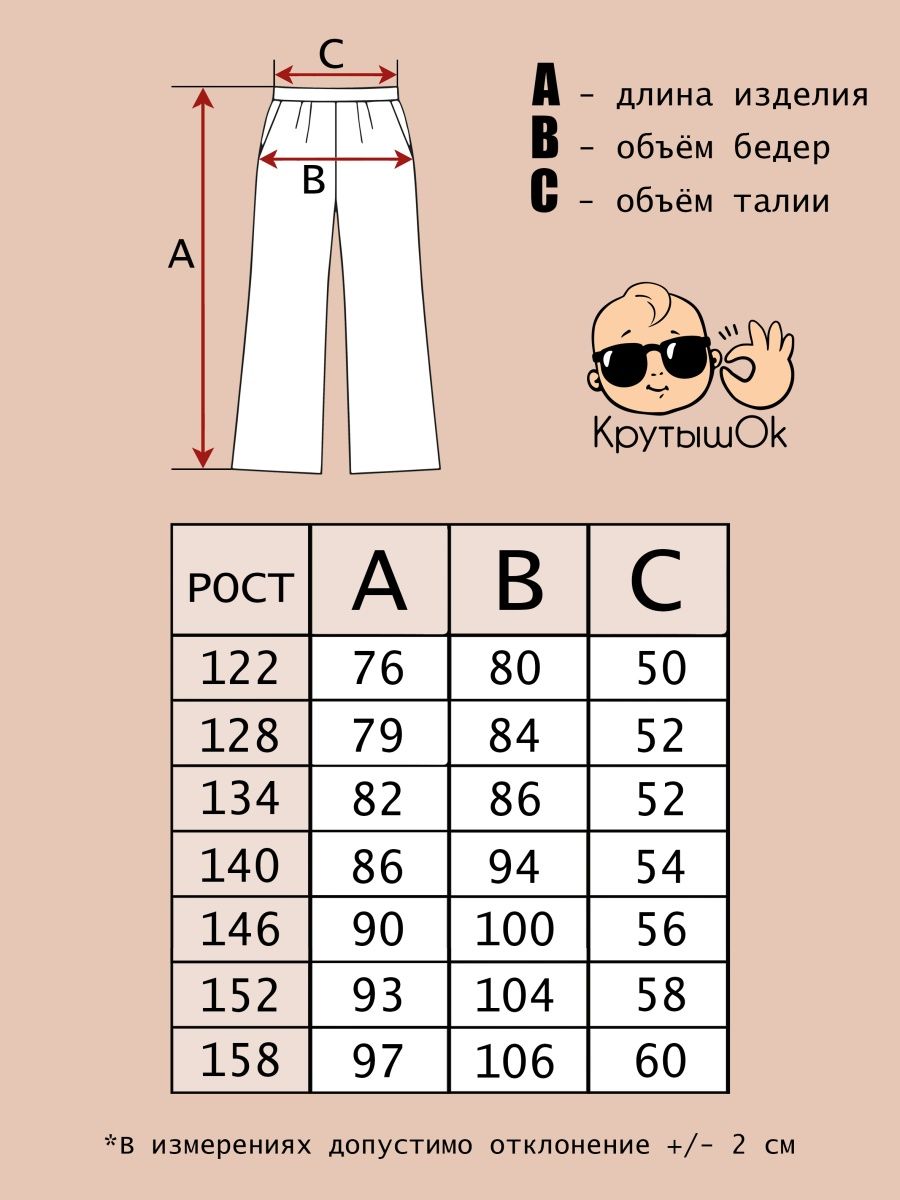 C
B
A
A - длина изделия
B - объём бедер
C - объём талии
КрутышОк
РОСТ A B C
122 76 80 50
128 79 84 52
134 82 86 52
140 86 94 54
146 90 100 56
152 93 104 58
158 97 106 60
*В измерениях допустимо отклонение +/- 2 см